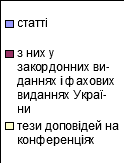 статті
з них у
закордонних ви-
даннях і фахових
виданнях Украї-
ни
тези доповідей на
конференціях